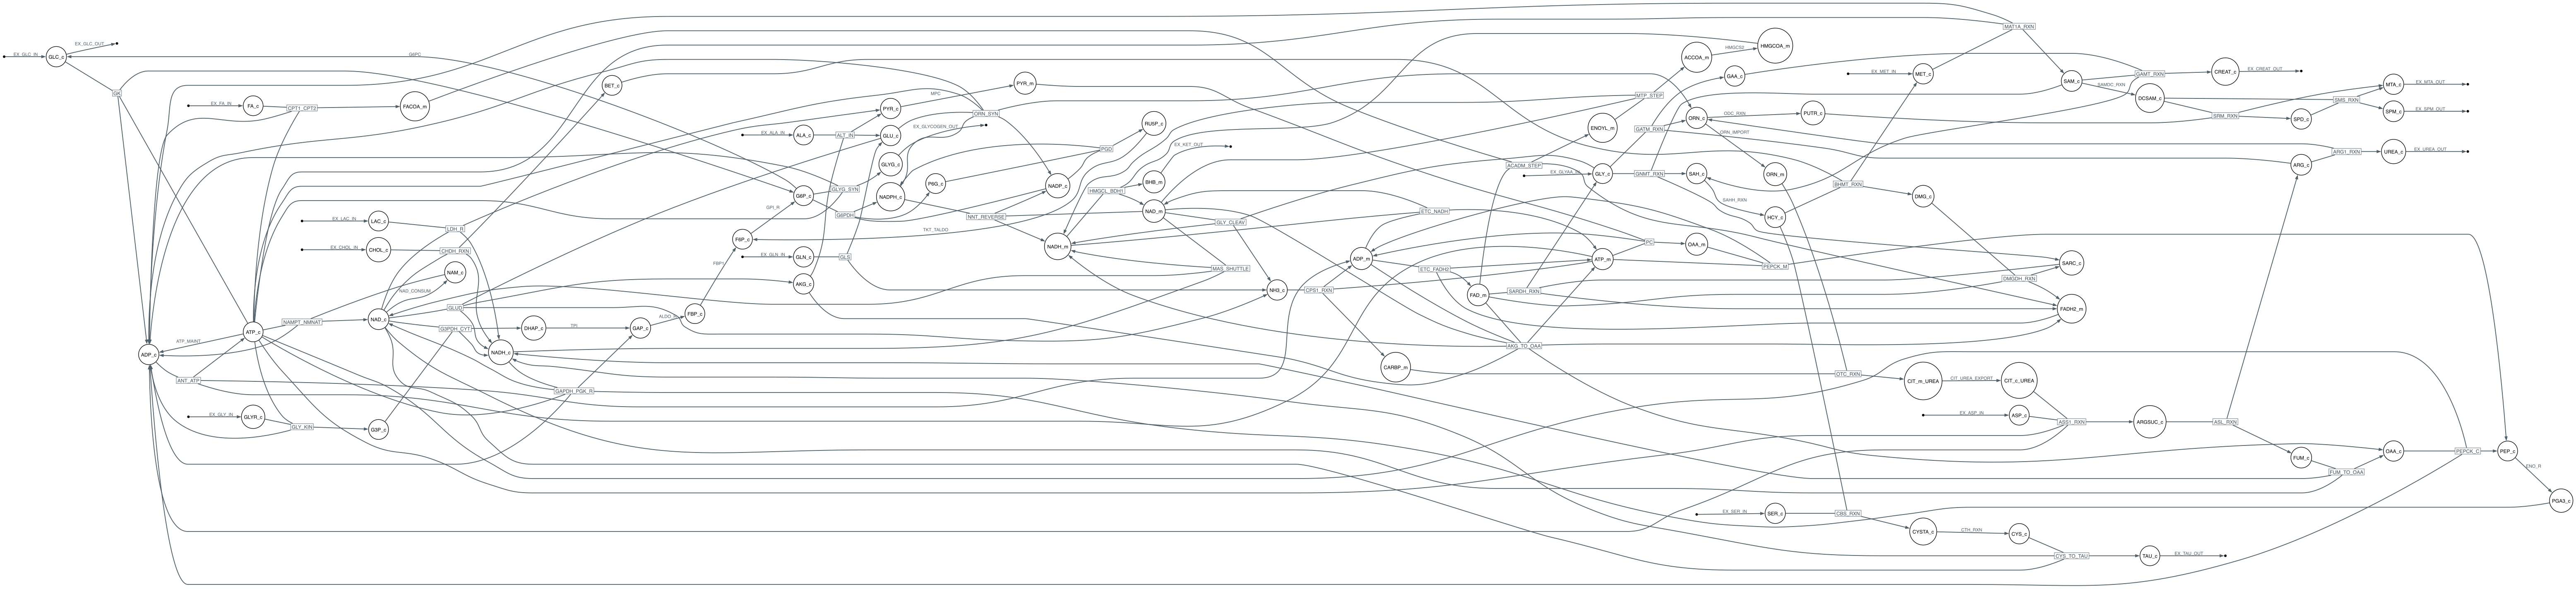 MAT1A_RXN
EX_GLC_OUT
EX_GLC_IN
GLC_c
G6PC
HMGCS2
HMGCOA_m
ACCOA_m
GK
BET_c
PYR_m
GAA_c
EX_MET_IN
MET_c
SAM_c
GAMT_RXN
CREAT_c
EX_CREAT_OUT
SAMDC_RXN
MTA_c
EX_MTA_OUT
EX_FA_IN
FA_c
CPT1_CPT2
FACOA_m
MPC
PYR_c
MTP_STEP
DCSAM_c
SMS_RXN
SPM_c
EX_SPM_OUT
ORN_SYN
ORN_c
ODC_RXN
PUTR_c
SRM_RXN
SPD_c
EX_ALA_IN
ALA_c
ALT_IN
GLU_c
EX_GLYCOGEN_OUT
RU5P_c
ENOYL_m
GATM_RXN
ORN_IMPORT
EX_KET_OUT
PGD
ARG1_RXN
UREA_c
EX_UREA_OUT
GLYG_c
ACADM_STEP
ARG_c
EX_GLYAA_IN
GLY_c
GNMT_RXN
SAH_c
ORN_m
P6G_c
NADP_c
BHB_m
BHMT_RXN
G6P_c
GLYG_SYN
NADPH_c
HMGCL_BDH1
DMG_c
SAHH_RXN
GPI_R
G6PDH
NNT_REVERSE
NAD_m
ETC_NADH
HCY_c
EX_LAC_IN
LAC_c
LDH_R
GLY_CLEAV
TKT_TALDO
F6P_c
EX_CHOL_IN
CHOL_c
CHDH_RXN
NADH_m
PC
OAA_m
EX_GLN_IN
GLN_c
GLS
ADP_m
ATP_m
PEPCK_M
SARC_c
FBP1
NAM_c
MAS_SHUTTLE
ETC_FADH2
DMGDH_RXN
NAD_CONSUM
AKG_c
NH3_c
CPS1_RXN
FAD_m
SARDH_RXN
FADH2_m
GLUD
FBP_c
ALDO
NAMPT_NMNAT
NAD_c
G3PDH_CYT
DHAP_c
TPI
GAP_c
ATP_c
ATP_MAINT
ADP_c
NADH_c
AKG_TO_OAA
CARBP_m
OTC_RXN
CIT_m_UREA
CIT_UREA_EXPORT
CIT_c_UREA
ANT_ATP
GAPDH_PGK_R
EX_GLY_IN
GLYR_c
GLY_KIN
G3P_c
EX_ASP_IN
ASP_c
ASS1_RXN
ARGSUC_c
ASL_RXN
FUM_c
FUM_TO_OAA
OAA_c
PEPCK_C
PEP_c
ENO_R
PGA3_c
EX_SER_IN
SER_c
CBS_RXN
CYSTA_c
CTH_RXN
CYS_c
CYS_TO_TAU
TAU_c
EX_TAU_OUT